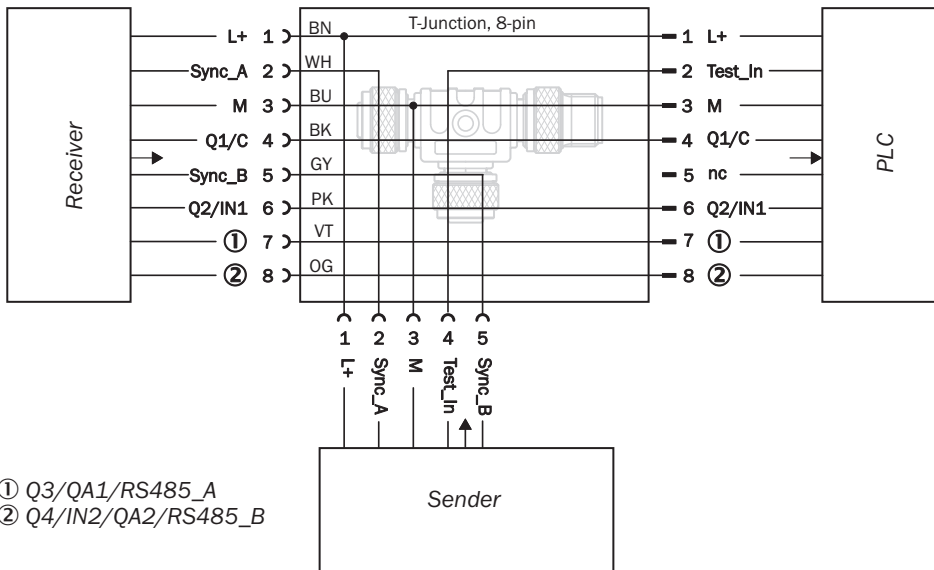 T-Junction, 8-pin
L+ 1 BN 1 L+
Sync_A 2 WH 2 Test_In
M 3 BU 3 M
Q1/C 4 BK 4 Q1/C
Sync_B 5 GY 5 nc
Q2/IN1 6 PK 6 Q2/IN1
① 7 VT 7 ①
② 8 OG 8 ②
Receiver
PLC
1 2 3 4 5
L+ Sync_A M Test_In Sync_B
Sender
① Q3/QA1/RS485_A
② Q4/IN2/QA2/RS485_B